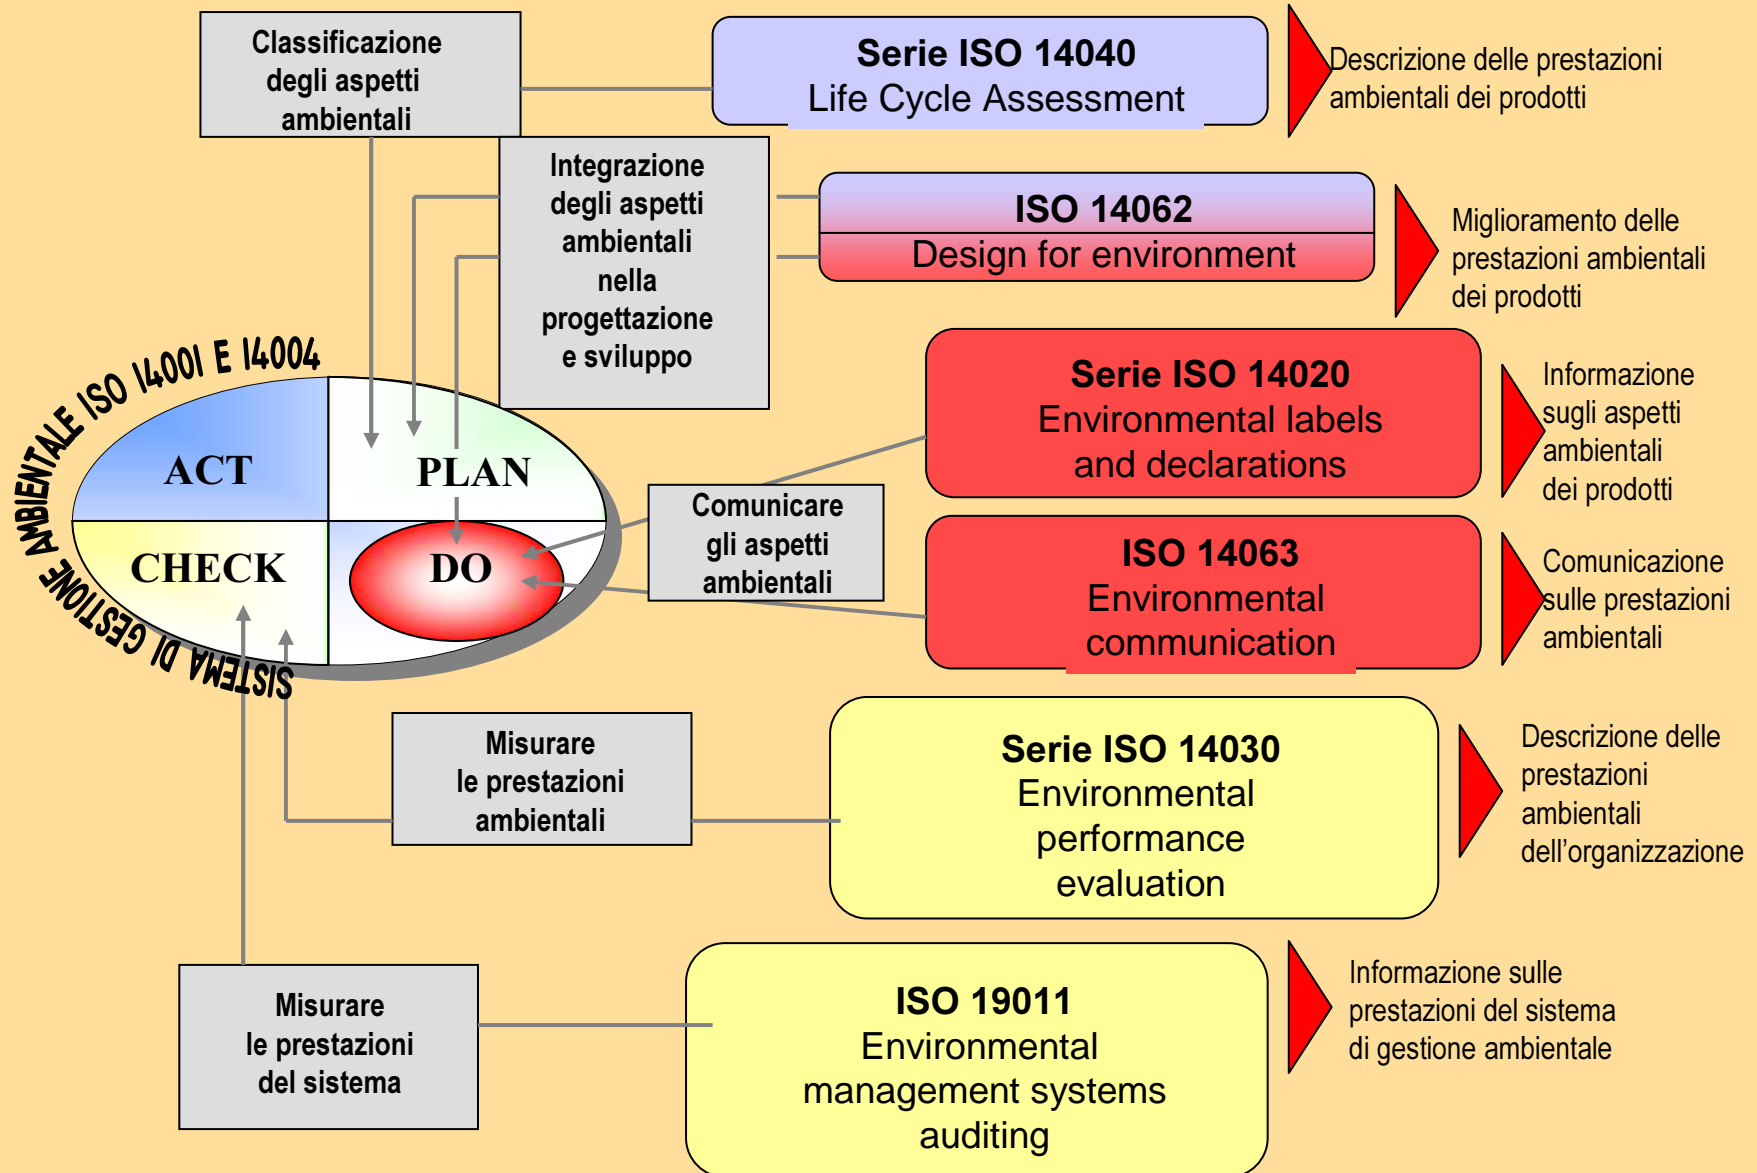 Classificazione
degli aspetti
ambientali
Serie ISO 14040
Life Cycle Assessment
Descrizione delle prestazioni
ambientali dei prodotti
Integrazione
degli aspetti
ambientali
nella
progettazione
e sviluppo
ISO 14062
Design for environment
Miglioramento delle
prestazioni ambientali
dei prodotti
SISTEMA DI GESTIONE AMBIENTALE ISO 14001 E 14004
ACT
PLAN
CHECK
DO
Serie ISO 14020
Environmental labels
and declarations
Informazione
sugli aspetti
ambientali
dei prodotti
Comunicare
gli aspetti
ambientali
ISO 14063
Environmental
communication
Comunicazione
sulle prestazioni
ambientali
Misurare
le prestazioni
ambientali
Serie ISO 14030
Environmental
performance
evaluation
Descrizione delle
prestazioni
ambientali
dell’organizzazione
Misurare
le prestazioni
del sistema
ISO 19011
Environmental
management systems
auditing
Informazione sulle
prestazioni del sistema
di gestione ambientale